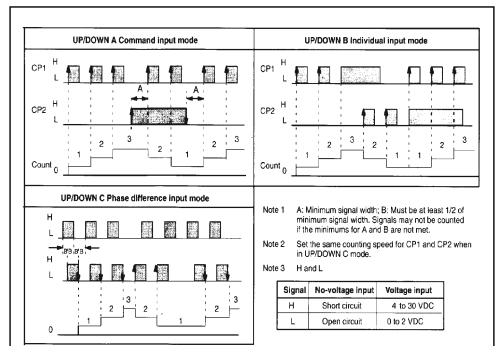 UP/DOWN A Command input mode
CP1 H
L
A A
CP2 H
L
3 3
2 2 2
1 1
Count 0
UP/DOWN B Individual input mode
CP1 H
L
CP2 H
L
3 3
2 2 2
1 1 1
Count 0
UP/DOWN C Phase difference input mode
H
L
B B B
H
L
3 3
2 2 2
1 1
0
Note 1 A: Minimum signal width; B: Must be at least 1/2 of
minimum signal width. Signals may not be counted
if the minimums for A and B are not met.
Note 2 Set the same counting speed for CP1 and CP2 when
in UP/DOWN C mode.
Note 3 H and L
Signal No-voltage input Voltage input
H Short circuit 4 to 30 VDC
L Open circuit 0 to 2 VDC